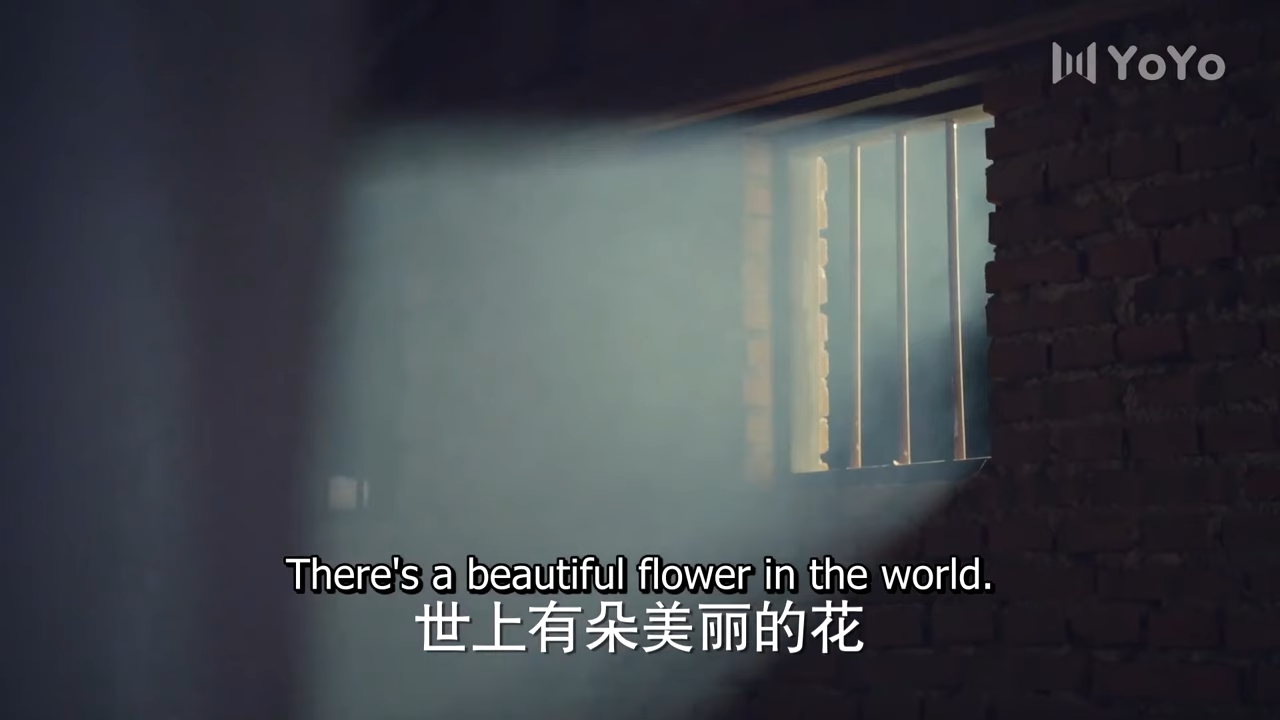 YoYo
There's a beautiful flower in the world.
世上有朵美丽的花